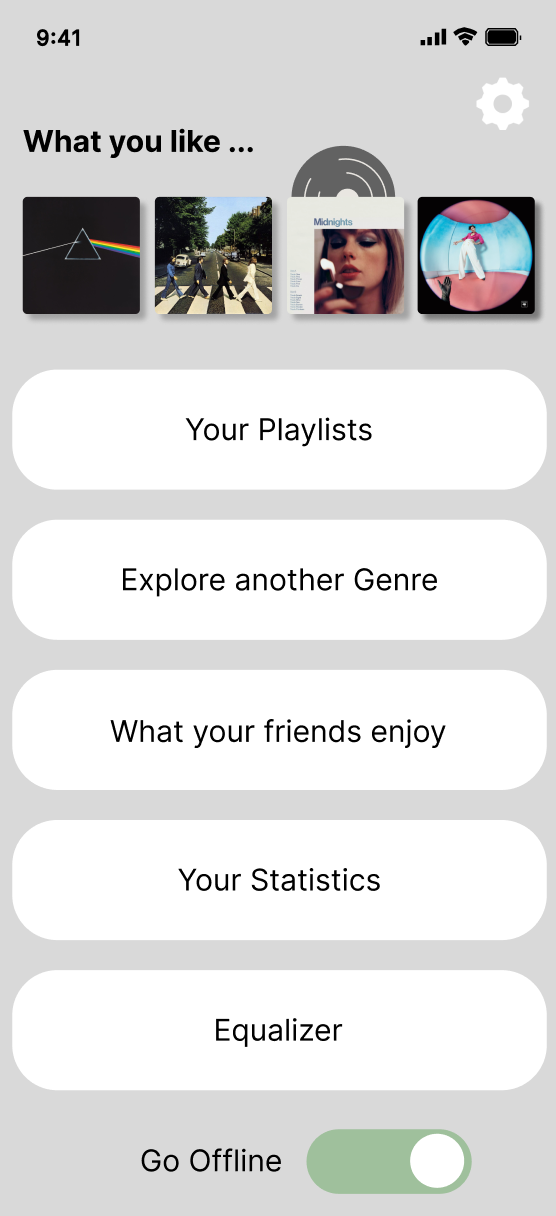 9:41
What you like ...
Midnights
Your Playlists
Explore another Genre
What your friends enjoy
Your Statistics
Equalizer
Go Offline